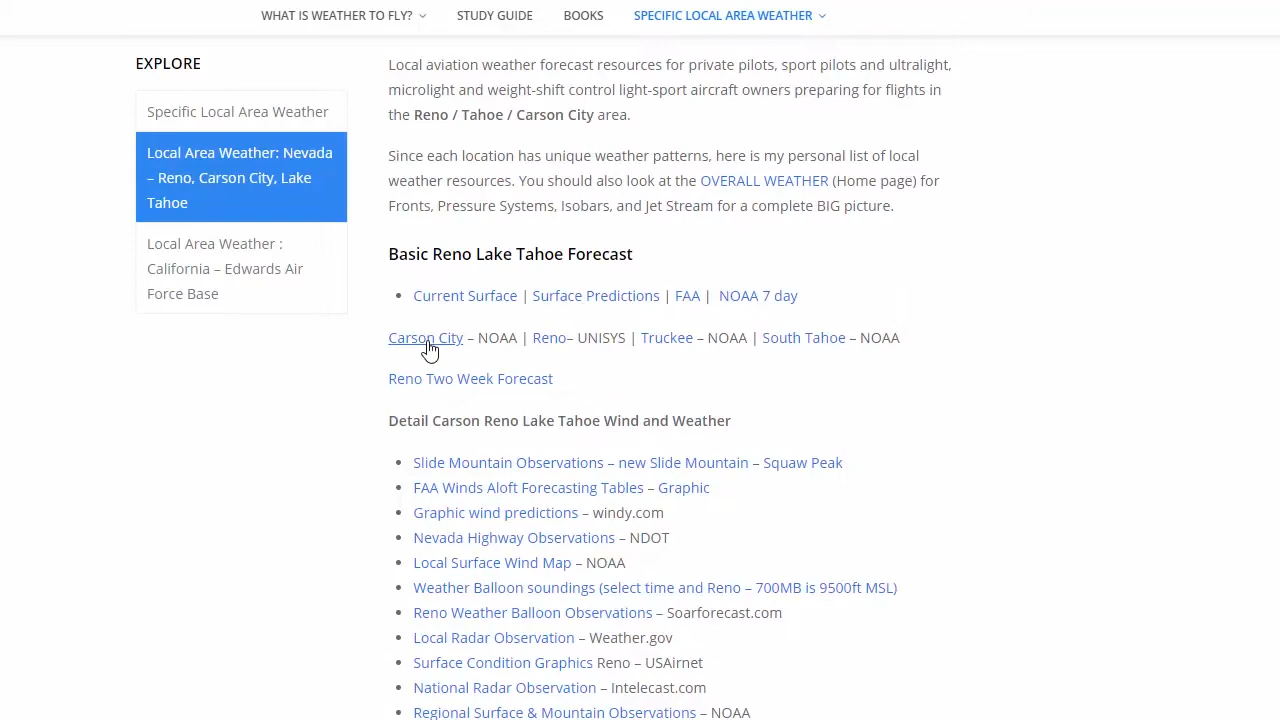 WHAT IS WEATHER TO FLY? STUDY GUIDE BOOKS SPECIFIC LOCAL AREA WEATHER
EXPLORE
Specific Local Area Weather
Local Area Weather: Nevada
– Reno, Carson City, Lake
Tahoe
Local Area Weather :
California – Edwards Air
Force Base
Local aviation weather forecast resources for private pilots, sport pilots and ultralight,
microlight and weight-shift control light-sport aircraft owners preparing for flights in
the Reno / Tahoe / Carson City area.
Since each location has unique weather patterns, here is my personal list of local
weather resources. You should also look at the OVERALL WEATHER (Home page) for
Fronts, Pressure Systems, Isobars, and Jet Stream for a complete BIG picture.
Basic Reno Lake Tahoe Forecast
• Current Surface | Surface Predictions | FAA | NOAA 7 day
Carson City – NOAA | Reno– UNISYS | Truckee – NOAA | South Tahoe – NOAA
Reno Two Week Forecast
Detail Carson Reno Lake Tahoe Wind and Weather
• Slide Mountain Observations – new Slide Mountain – Squaw Peak
• FAA Winds Aloft Forecasting Tables – Graphic
• Graphic wind predictions – windy.com
• Nevada Highway Observations – NDOT
• Local Surface Wind Map – NOAA
• Weather Balloon soundings (select time and Reno – 700MB is 9500ft MSL)
• Reno Weather Balloon Observations – Soarforecast.com
• Local Radar Observation – Weather.gov
• Surface Condition Graphics Reno – USAirnet
• National Radar Observation – Intelecast.com
• Regional Surface & Mountain Observations – NOAA